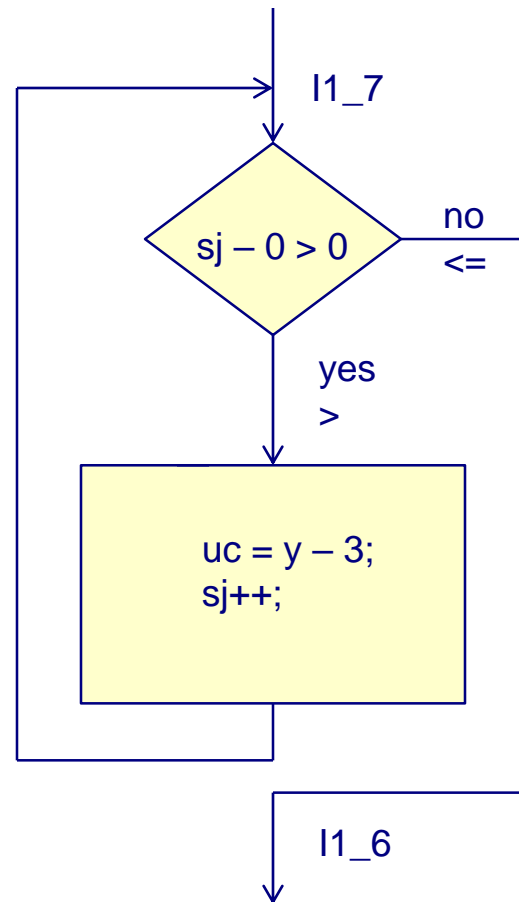 l1_7
sj – 0 > 0
no
<=
yes
>
uc = y – 3;
sj++;
l1_6